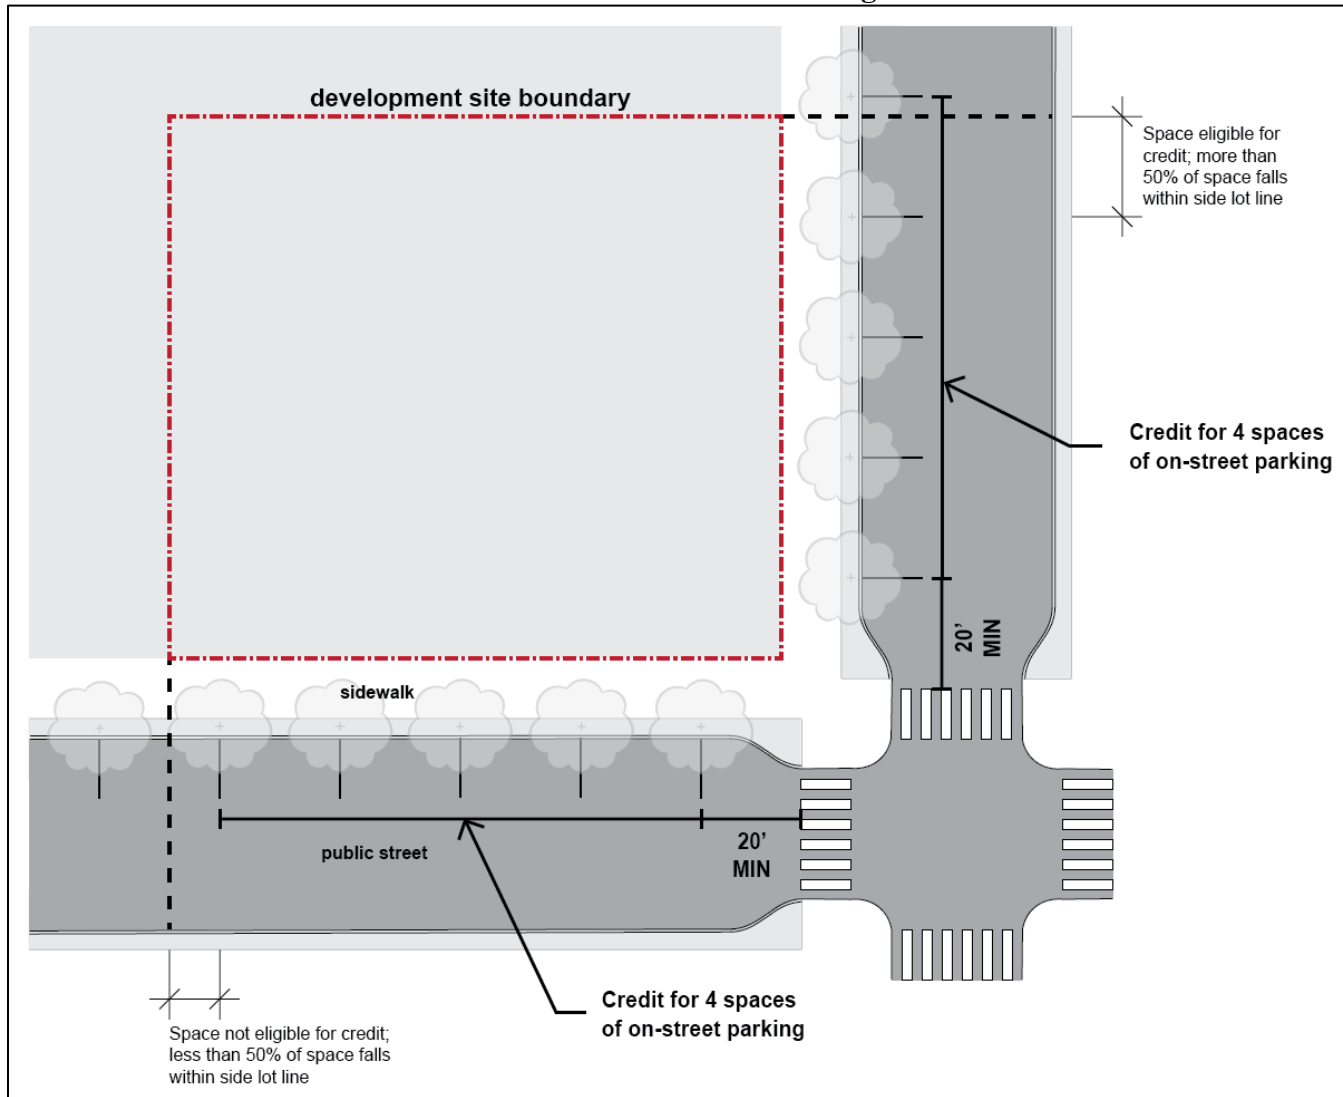 development site boundary
Space eligible for
credit; more than
50% of space falls
within side lot line
Credit for 4 spaces
of on-street parking
20’
MIN
sidewalk
public street
20’
MIN
Credit for 4 spaces
of on-street parking
Space not eligible for credit;
less than 50% of space falls
within side lot line